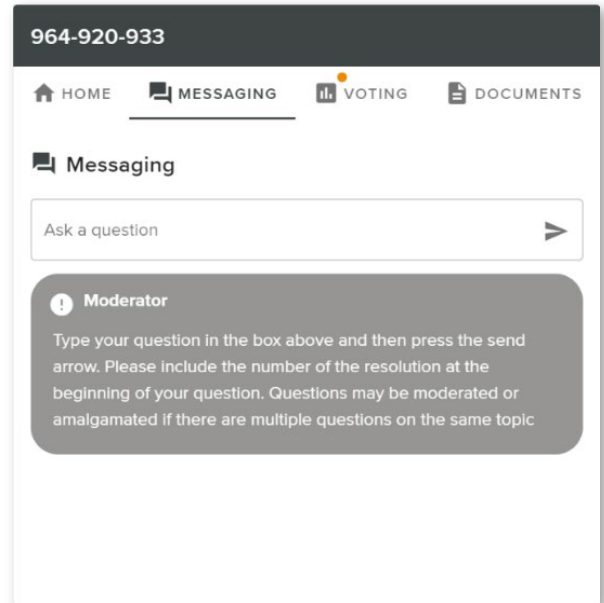 964-920-933
HOME MESSAGING VOTING DOCUMENTS
Messaging
Ask a question
Moderator
Type your question in the box above and then press the send
arrow. Please include the number of the resolution at the
beginning of your question. Questions may be moderated or
amalgamated if there are multiple questions on the same topic